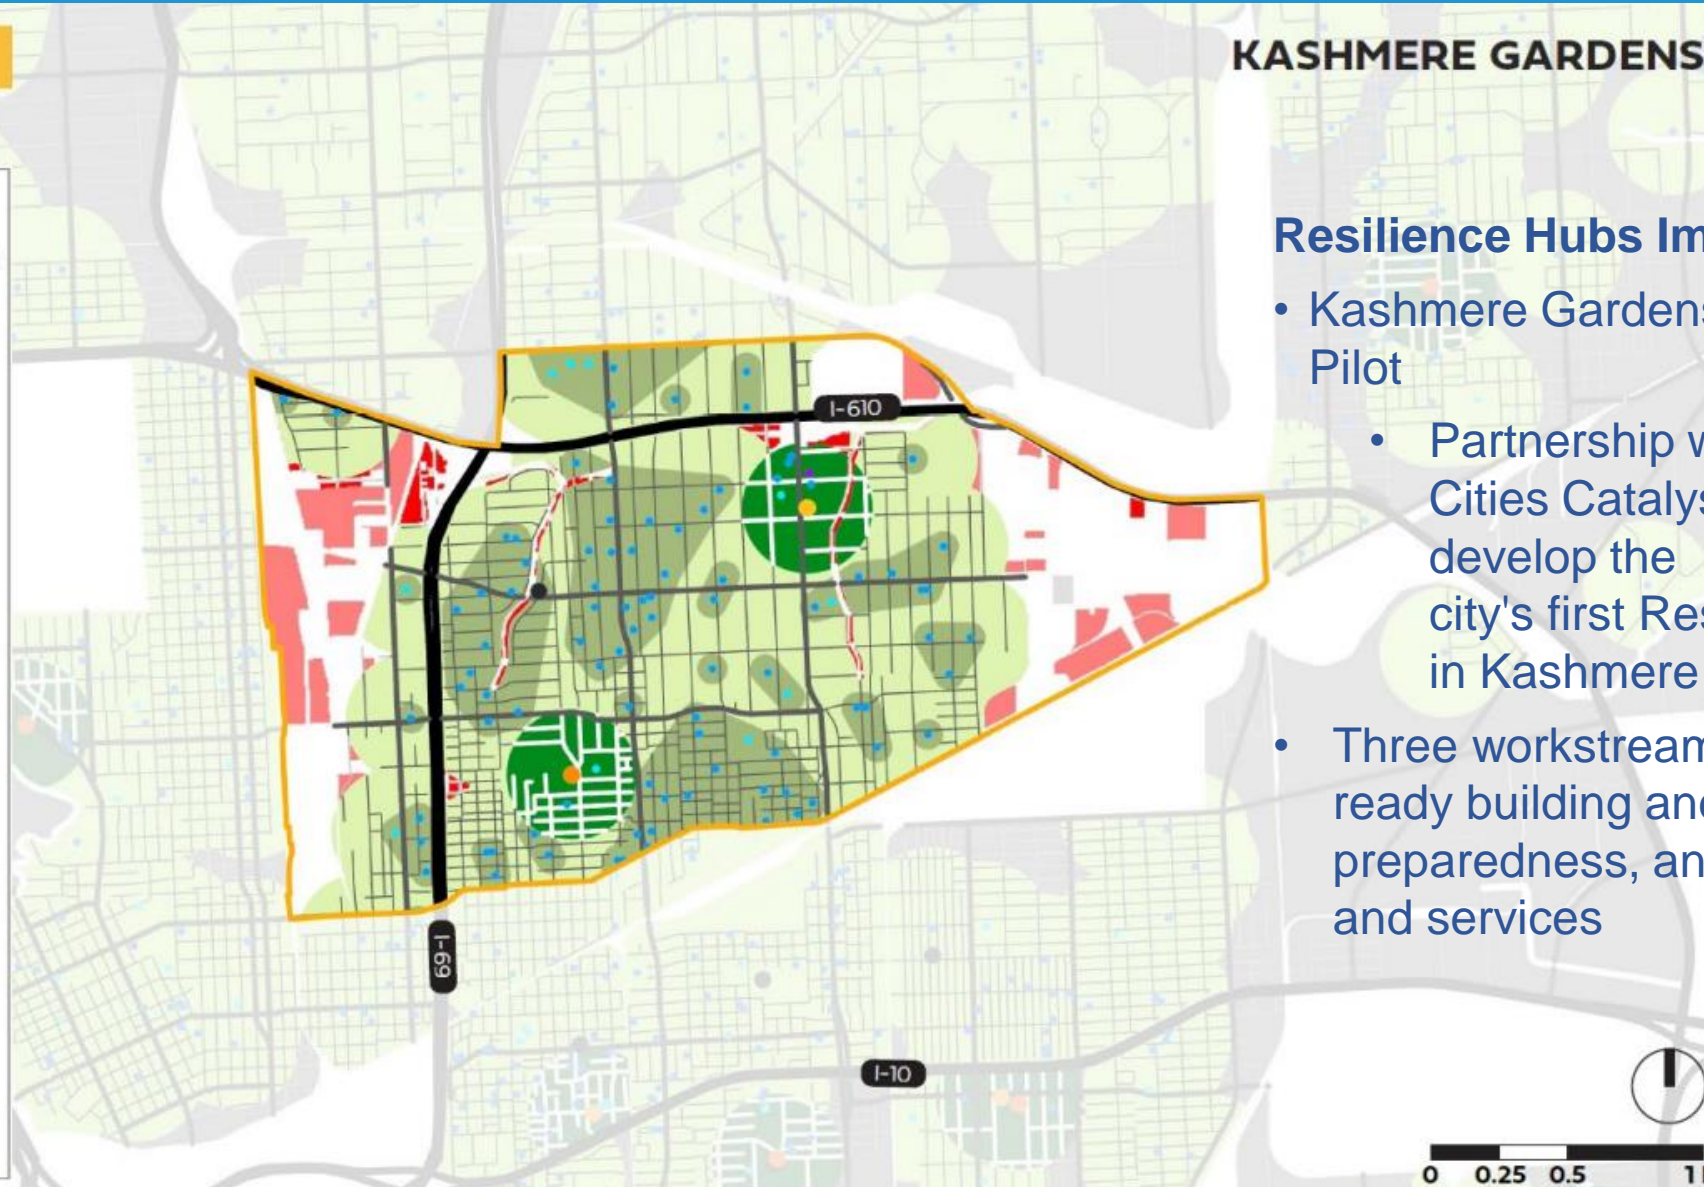 KASHMERE GARDENS
Resilience Hubs Im
• Kashmere Gardens
Pilot
• Partnership w
Cities Catalys
develop the
city's first Res
in Kashmere
• Three workstream
ready building and
preparedness, an
and services
I-610
I-69
I-10
0 0.25 0.5 1